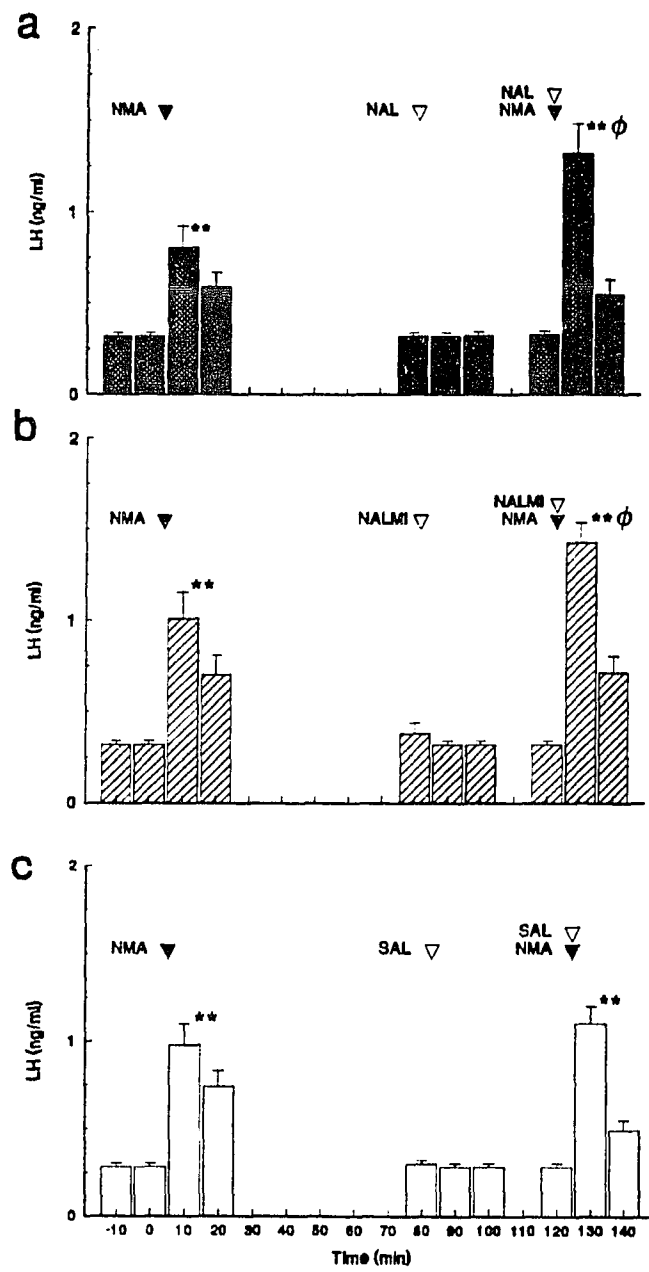 a
2
NAL ▽
NMA ▼ NAL ▽ NMA ▼
** ϕ
**
1
LH (ng/ml)
0
b
2
NALMI ▽
NMA ▼ NALMI ▽ NMA ▼
** ϕ
**
1
LH (ng/ml)
0
c
2
SAL ▽
NMA ▼ SAL ▽ NMA ▼
** **
1
LH (ng/ml)
0
-10 0 10 20 30 40 50 60 70 80 90 100 110 120 130 140
Time (min)